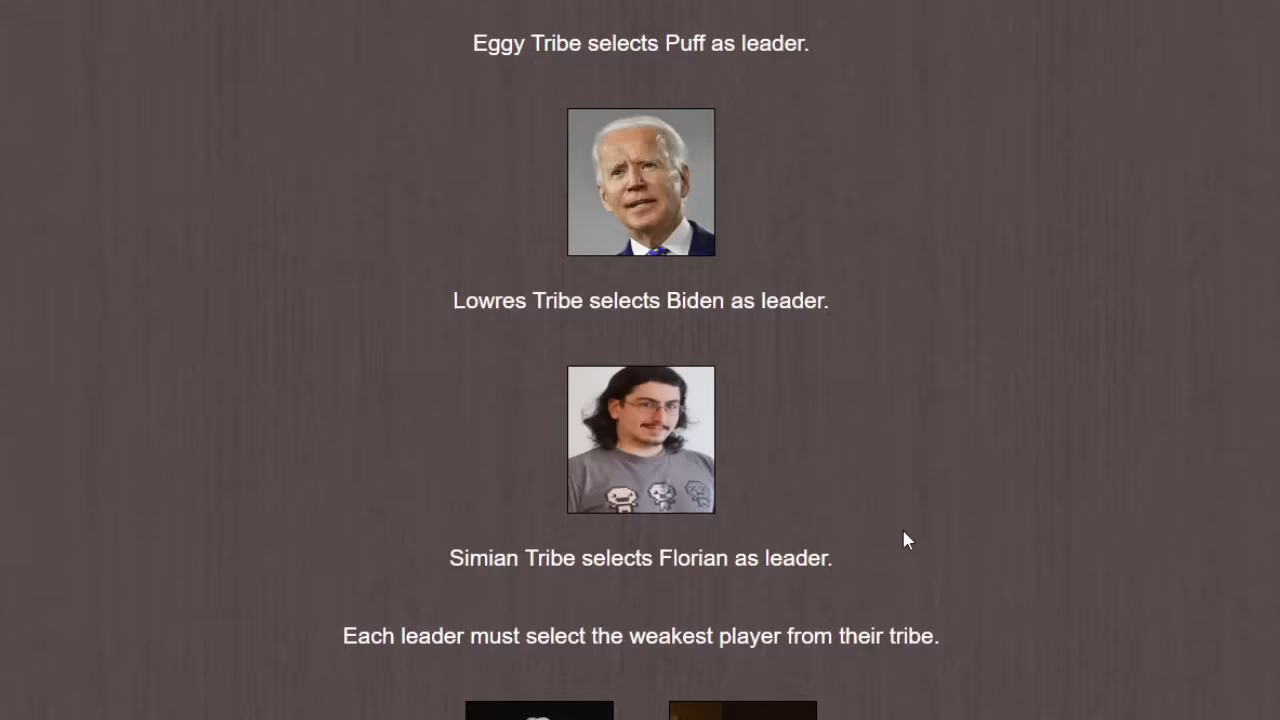 Eggy Tribe selects Puff as leader.
Lowres Tribe selects Biden as leader.
Simian Tribe selects Florian as leader.
Each leader must select the weakest player from their tribe.